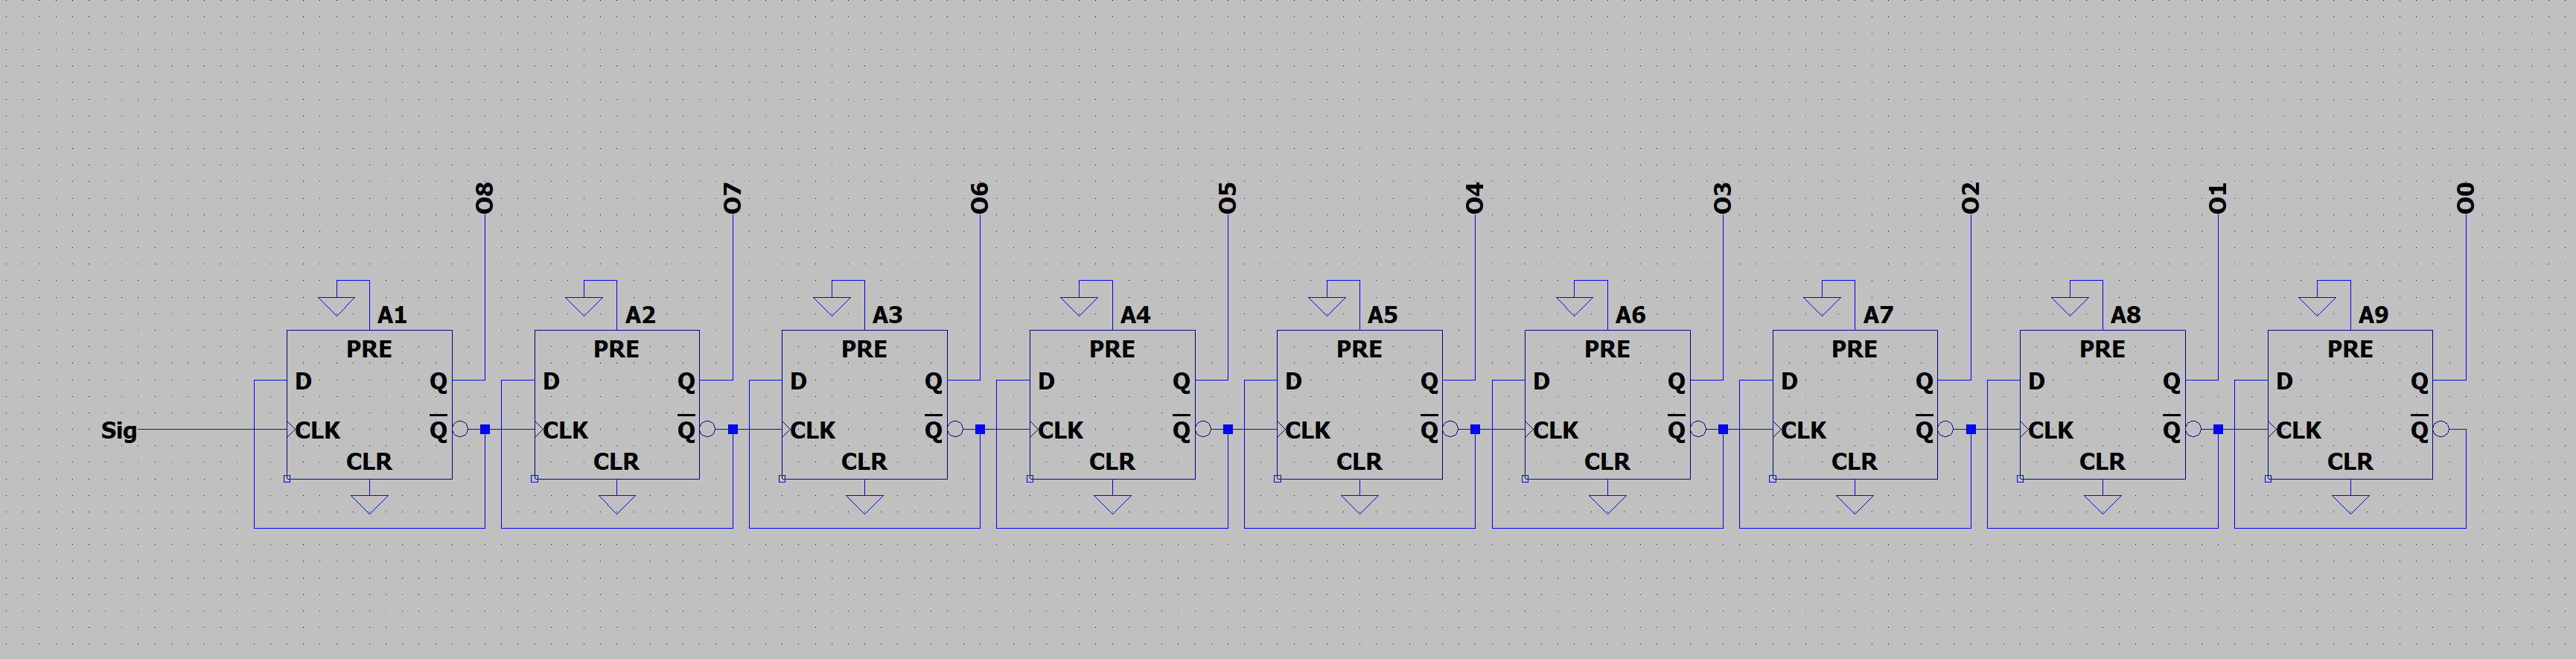 O8 O7 O6 O5 O4 O3 O2 O1 O0
A1 A2 A3 A4 A5 A6 A7 A8 A9
PRE PRE PRE PRE PRE PRE PRE PRE PRE
D Q D Q D Q D Q D Q D Q D Q D Q D Q
Sig CLK Q̅ CLK Q̅ CLK Q̅ CLK Q̅ CLK Q̅ CLK Q̅ CLK Q̅ CLK Q̅ CLK Q̅
CLR CLR CLR CLR CLR CLR CLR CLR CLR